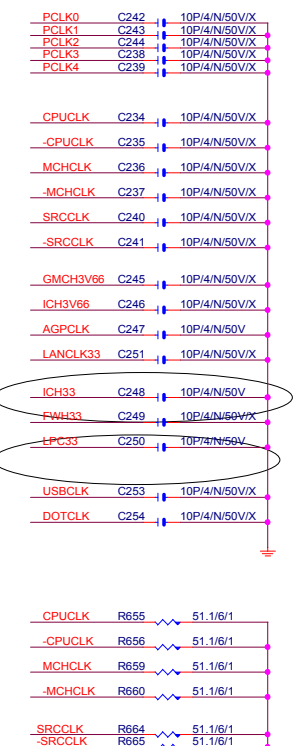 PCLK0 C242 10P/4/N/50V/X
PCLK1 C243 10P/4/N/50V/X
PCLK2 C244 10P/4/N/50V/X
PCLK3 C238 10P/4/N/50V/X
PCLK4 C239 10P/4/N/50V/X
CPUCLK C234 10P/4/N/50V/X
-CPUCLK C235 10P/4/N/50V/X
MCHCLK C236 10P/4/N/50V/X
-MCHCLK C237 10P/4/N/50V/X
SRCCLK C240 10P/4/N/50V/X
-SRCCLK C241 10P/4/N/50V/X
GMCH3V66 C245 10P/4/N/50V/X
ICH3V66 C246 10P/4/N/50V/X
AGPCLK C247 10P/4/N/50V
LANCLK33 C251 10P/4/N/50V/X
ICH33 C248 10P/4/N/50V
FWH33 C249 10P/4/N/50V/X
LPC33 C250 10P/4/N/50V
USBCLK C253 10P/4/N/50V/X
DOTCLK C254 10P/4/N/50V/X
CPUCLK R655 51.1/6/1
-CPUCLK R656 51.1/6/1
MCHCLK R659 51.1/6/1
-MCHCLK R660 51.1/6/1
SRCCLK R664 51.1/6/1
-SRCCLK R665 51.1/6/1